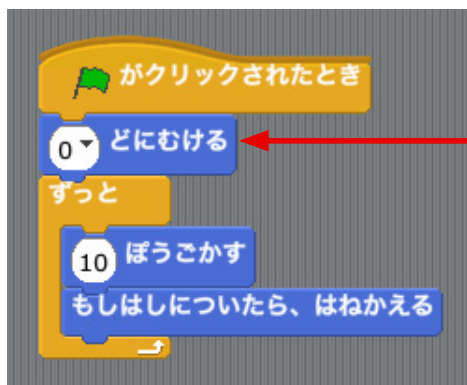 がクリックされたとき
0 どにむける
ずっと
10 ほうごかす
もしはしについたら、はねかえる